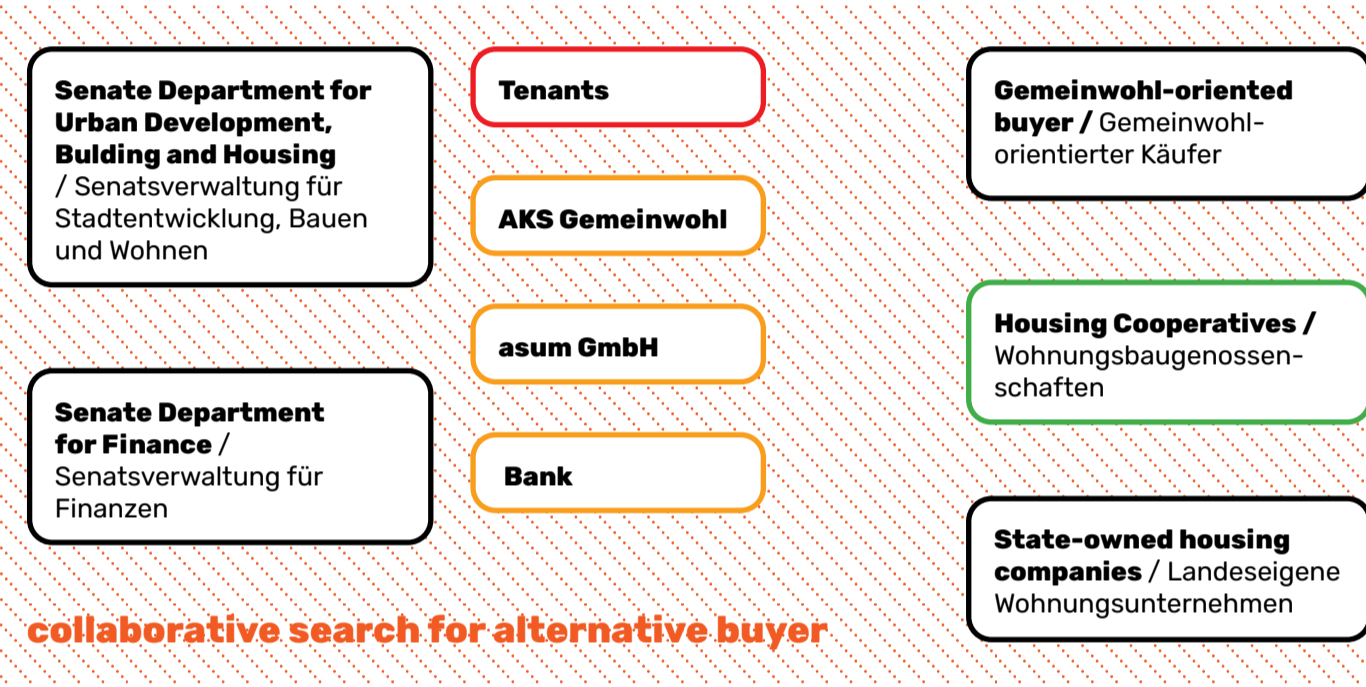 Senate Department for
Urban Development,
Bulding and Housing
/ Senatsverwaltung für
Stadtentwicklung, Bauen
und Wohnen
Senate Department
for Finance /
Senatsverwaltung für
Finanzen
Tenants
AKS Gemeinwohl
asum GmbH
Bank
Gemeinwohl-oriented
buyer / Gemeinwohl-
orientierter Käufer
Housing Cooperatives /
Wohnungsbaugenossen-
schaften
State-owned housing
companies / Landeseigene
Wohnungsunternehmen
collaborative search for alternative buyer